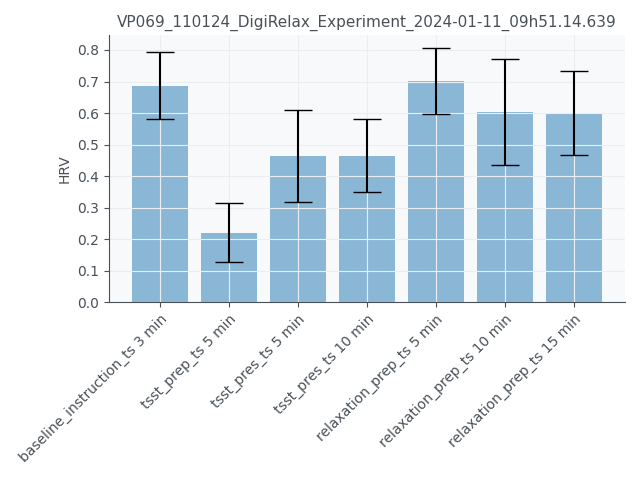 VP069_110124_DigiRelax_Experiment_2024-01-11_09h51.14.639
HRV
0.8
0.7
0.6
0.5
0.4
0.3
0.2
0.1
0.0
baseline_instruction_ts 3 min
tsst_prep_ts 5 min
tsst_pres_ts 5 min
tsst_pres_ts 10 min
relaxation_prep_ts 5 min
relaxation_prep_ts 10 min
relaxation_prep_ts 15 min